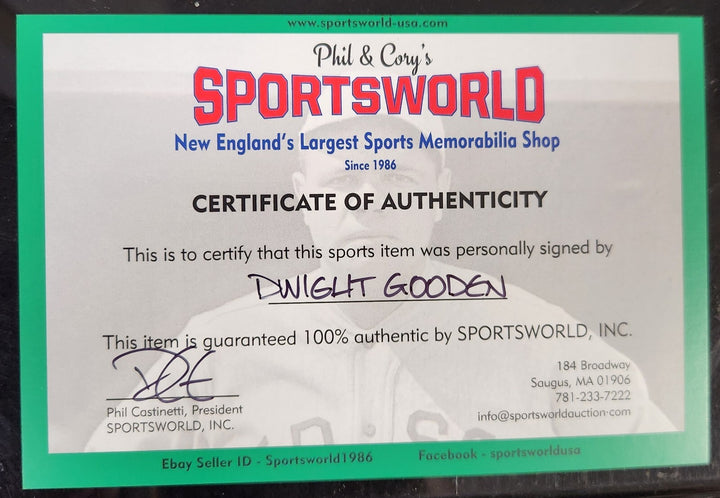 www.sportsworld-usa.com
Phil & Cory's
SPORTSWORLD
New England's Largest Sports Memorabilia Shop
Since 1986
CERTIFICATE OF AUTHENTICITY
This is to certify that this sports item was personally signed by
DWIGHT GOODEN
This item is guaranteed 100% authentic by SPORTSWORLD, INC.
Phil Castinetti, President
SPORTSWORLD, INC.
184 Broadway
Saugus, MA 01906
781-233-7222
info@sportsworldauction.com
Ebay Seller ID - Sportsworld1986
Facebook - sportsworldusa